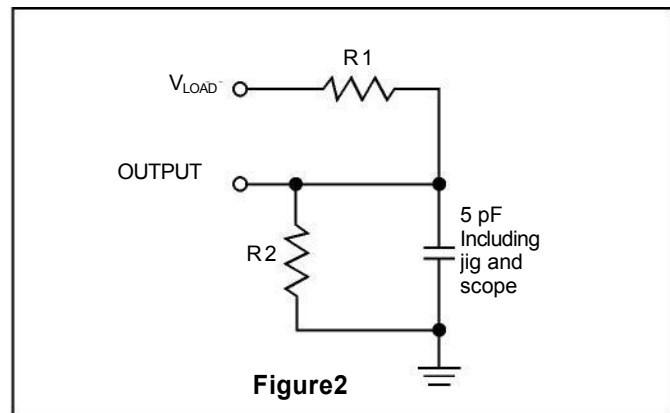 R1
VLOAD
OUTPUT
5 pF
Including
jig and
scope
R2
Figure2